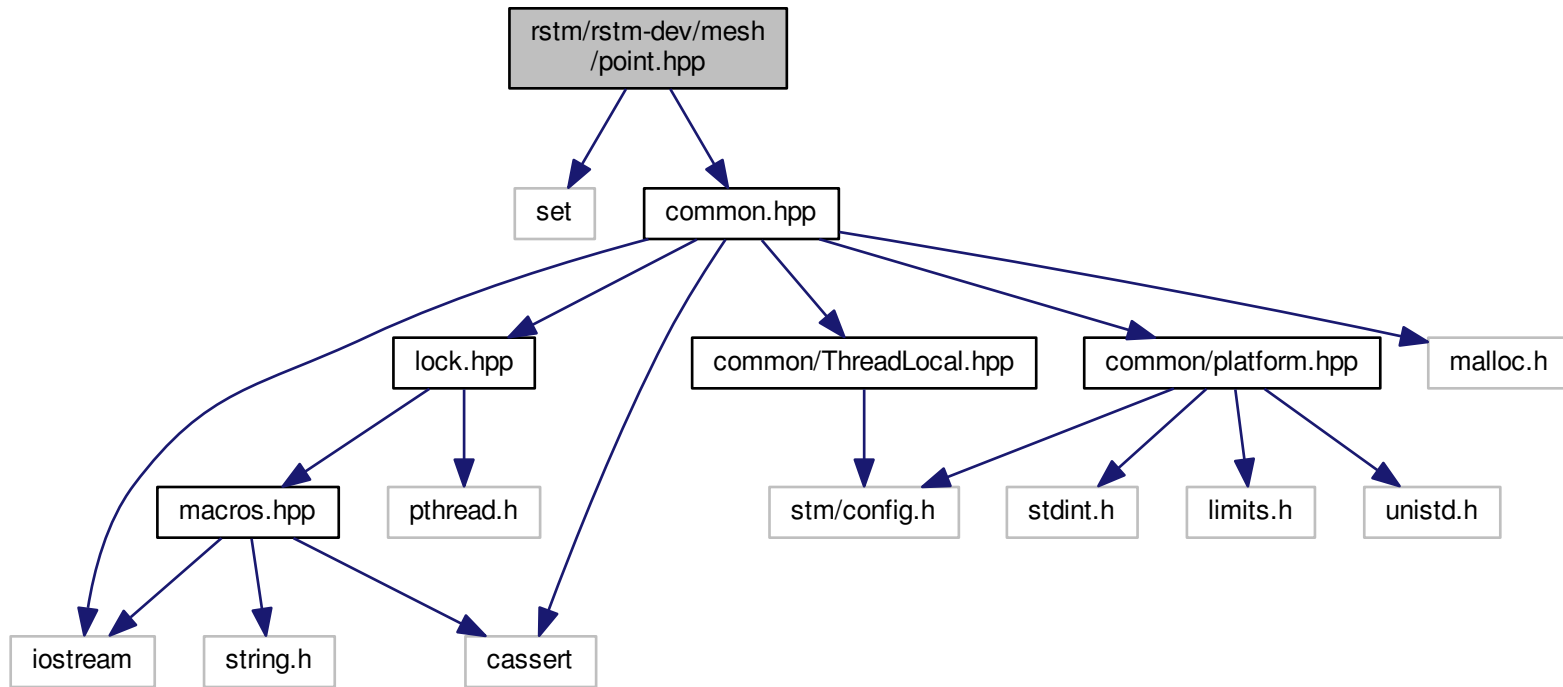 rstm/rstm-dev/mesh
/point.hpp
set
common.hpp
lock.hpp
common/ThreadLocal.hpp
common/platform.hpp
malloc.h
macros.hpp
pthread.h
stm/config.h
stdint.h
limits.h
unistd.h
iostream
string.h
cassert